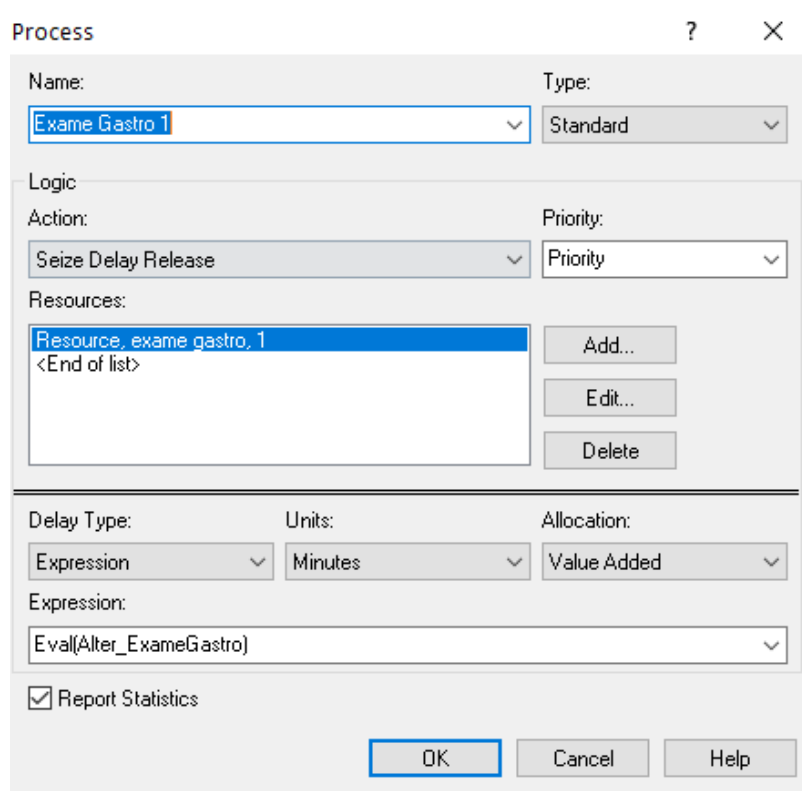 Process ?
Name: Type:
Exame Gastro 1 Standard
Logic
Action: Priority:
Seize Delay Release Priority
Resources:
Resource, exame gastro, 1
<End of list>
Add...
Edit...
Delete
Delay Type: Units: Allocation:
Expression Minutes Value Added
Expression:
Eval(Alter_ExameGastro)
Report Statistics
OK Cancel Help